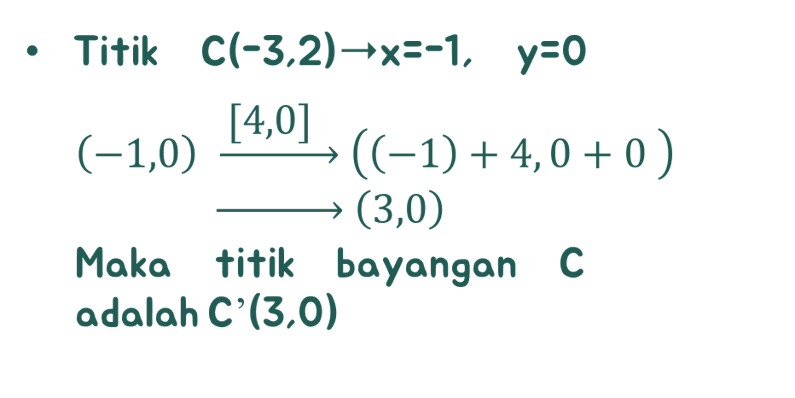 • Titik C(-3,2)→x=-1, y=0
[4,0]
(−1,0) ⟶ ((−1) + 4, 0 + 0 )
⟶ (3,0)
Maka titik bayangan C
adalah C’(3,0)